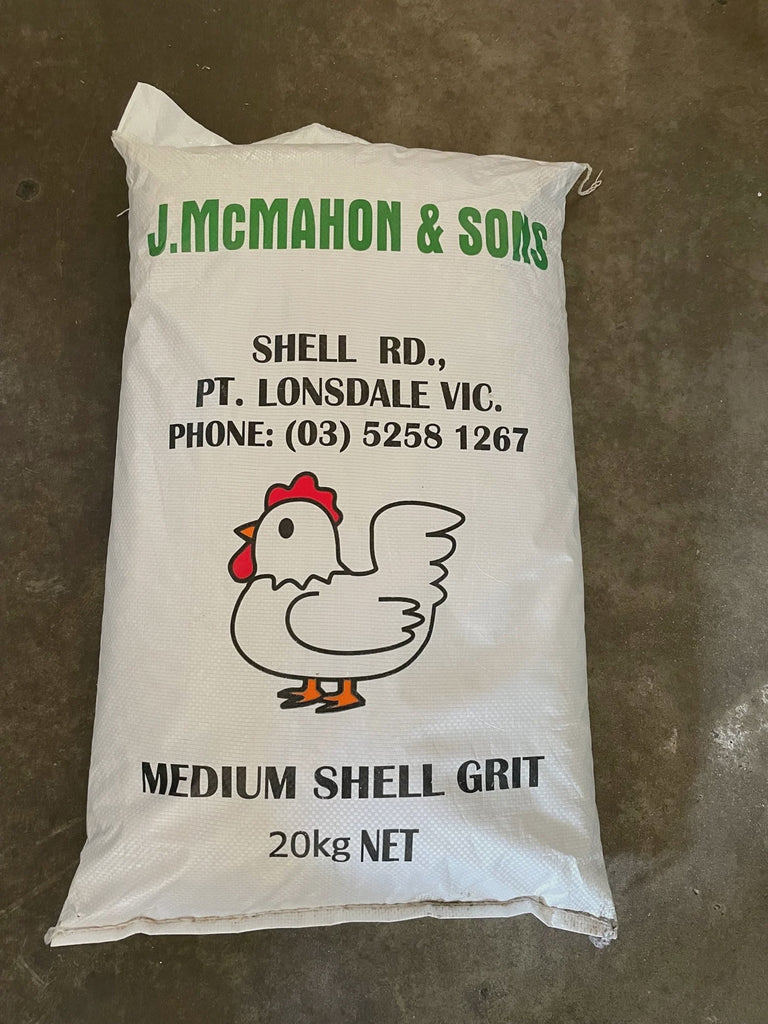 J.McMAHON & SONS
SHELL RD.,
PT. LONSDALE VIC.
PHONE: (03) 5258 1267
MEDIUM SHELL GRIT
20kg NET